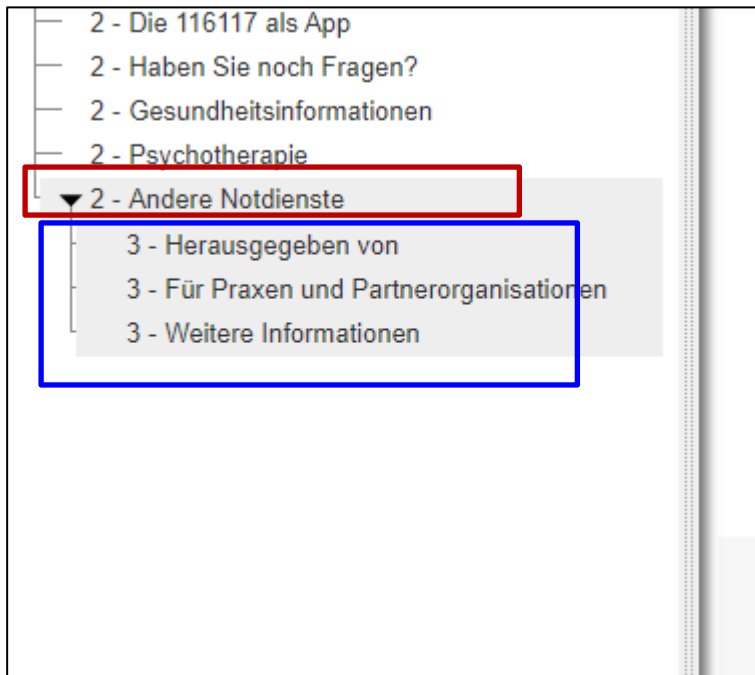 2 - Die 116117 als App
2 - Haben Sie noch Fragen?
2 - Gesundheitsinformationen
2 - Psychotherapie
2 - Andere Notdienste
3 - Herausgegeben von
3 - Für Praxen und Partnerorganisationen
3 - Weitere Informationen